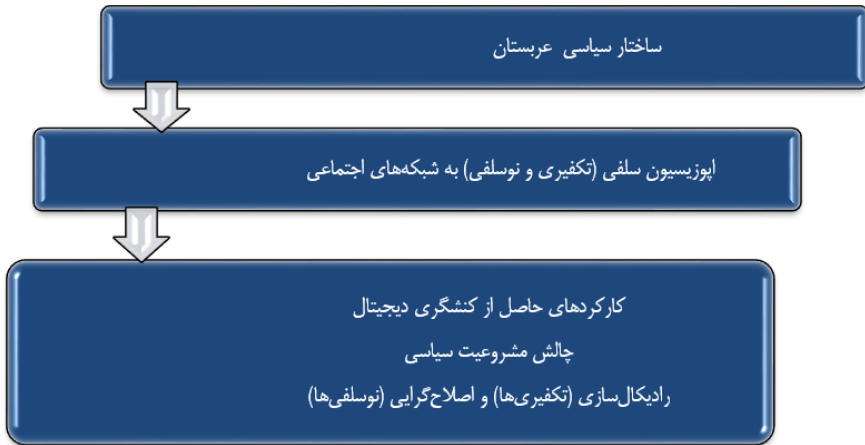 ساختار سیاسی عربستان
اپوزیسیون سلفی (تکفیری و نوسلفی) به شبکه‌های اجتماعی
کارکردهای حاصل از کنشگری دیجیتال
چالش مشروعیت سیاسی
رادیکال‌سازی (تکفیری‌ها) و اصلاح‌گرایی (نوسلفی‌ها)